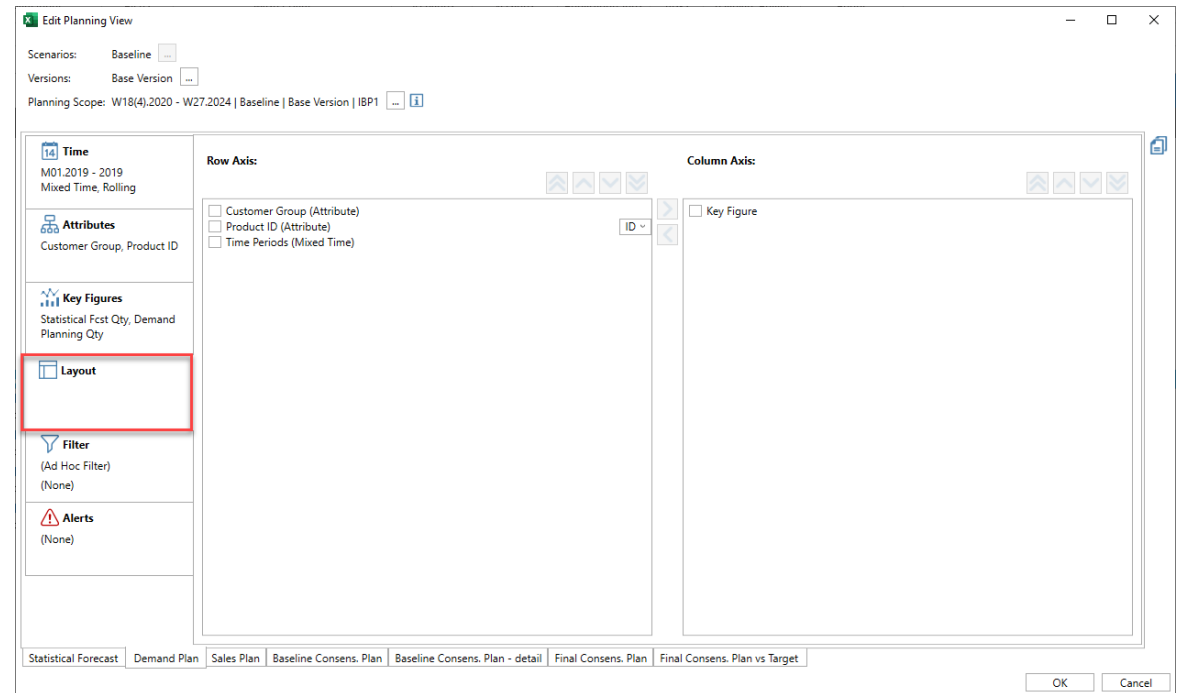 Edit Planning View
Scenarios: Baseline ...
Versions: Base Version ...
Planning Scope: W18(4).2020 - W27.2024 | Baseline | Base Version | IBP1 ... i
14 Time
M01.2019 - 2019
Mixed Time, Rolling
Attributes
Customer Group, Product ID
Key Figures
Statistical Fcst Qty, Demand
Planning Qty
Layout
Filter
(Ad Hoc Filter)
(None)
Alerts
(None)
Row Axis:
Customer Group (Attribute)
Product ID (Attribute) ID
Time Periods (Mixed Time)
Column Axis:
Key Figure
Statistical Forecast Demand Plan Sales Plan Baseline Consens. Plan Baseline Consens. Plan - detail Final Consens. Plan Final Consens. Plan vs Target
OK Cancel